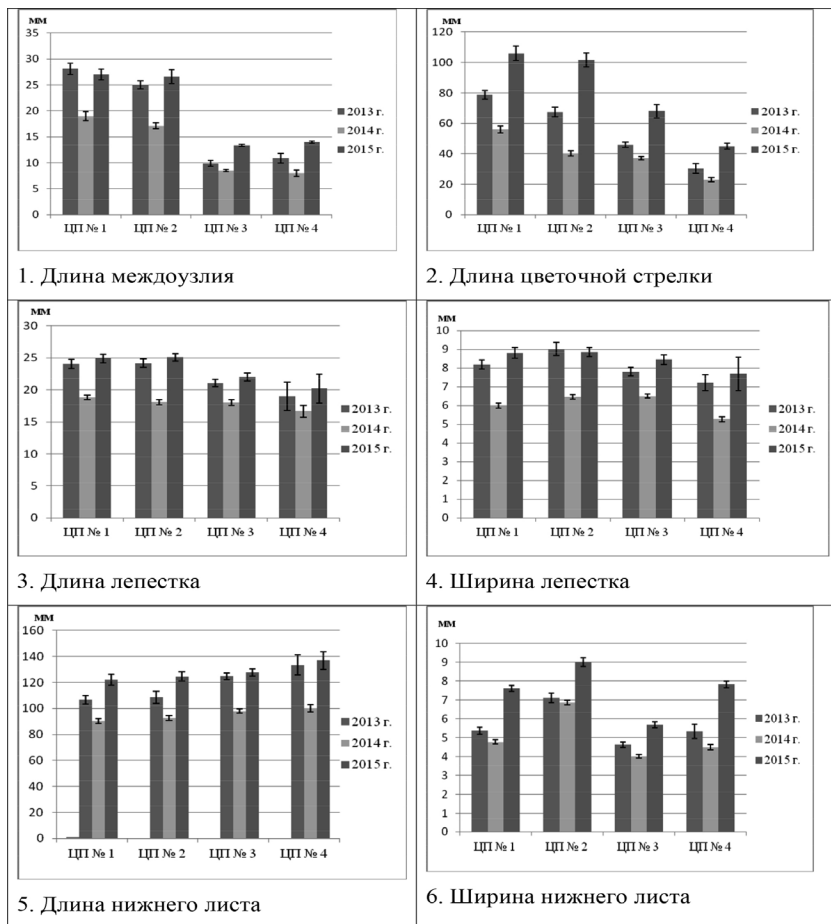 мм
35
30
25
20
15
10
5
0
ЦП № 1 ЦП № 2 ЦП № 3 ЦП № 4
2013 г.
2014 г.
2015 г.
1. Длина междоузлия
мм
120
100
80
60
40
20
0
ЦП № 1 ЦП № 2 ЦП № 3 ЦП № 4
2013 г.
2014 г.
2015 г.
2. Длина цветочной стрелки
мм
30
25
20
15
10
5
0
ЦП № 1 ЦП № 2 ЦП № 3 ЦП № 4
2013 г.
2014 г.
2015 г.
3. Длина лепестка
мм
10
9
8
7
6
5
4
3
2
1
0
ЦП № 1 ЦП № 2 ЦП № 3 ЦП № 4
2013 г.
2014 г.
2015 г.
4. Ширина лепестка
мм
160
140
120
100
80
60
40
20
0
ЦП № 1 ЦП № 2 ЦП № 3 ЦП № 4
2013 г.
2014 г.
2015 г.
5. Длина нижнего листа
мм
10
9
8
7
6
5
4
3
2
1
0
ЦП № 1 ЦП № 2 ЦП № 3 ЦП № 4
2013 г.
2014 г.
2015 г.
6. Ширина нижнего листа